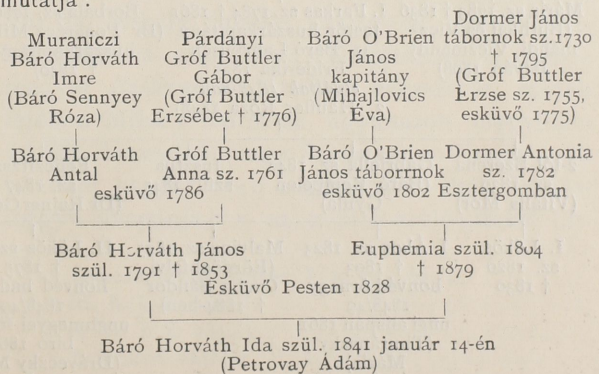 mutatja :
Muraniczi
Báró Horváth
Imre
(Báró Sennyey
Róza)
Párdányi
Gróf Buttler
Gábor
(Gróf Buttler
Erzsébet † 1776)
Báró O'Brien
János
kapitány
(Mihajlovics
Éva)
Dormer János
tábornok sz.1730
† 1795
(Gróf Buttler
Erzse sz. 1755,
esküvő 1775)
Báró Horváth
Antal
Gróf Buttler
Anna sz. 1761
esküvő 1786
Báró O'Brien
János táborrnok
Dormer Antonia
sz. 1782
esküvő 1802 Esztergomban
Báró Horváth János
szül. 1791 † 1853
Euphemia szül. 1804
† 1879
Esküvő Pesten 1828
Báró Horváth Ida szül. 1841 január 14-én
(Petrovay Ádám)